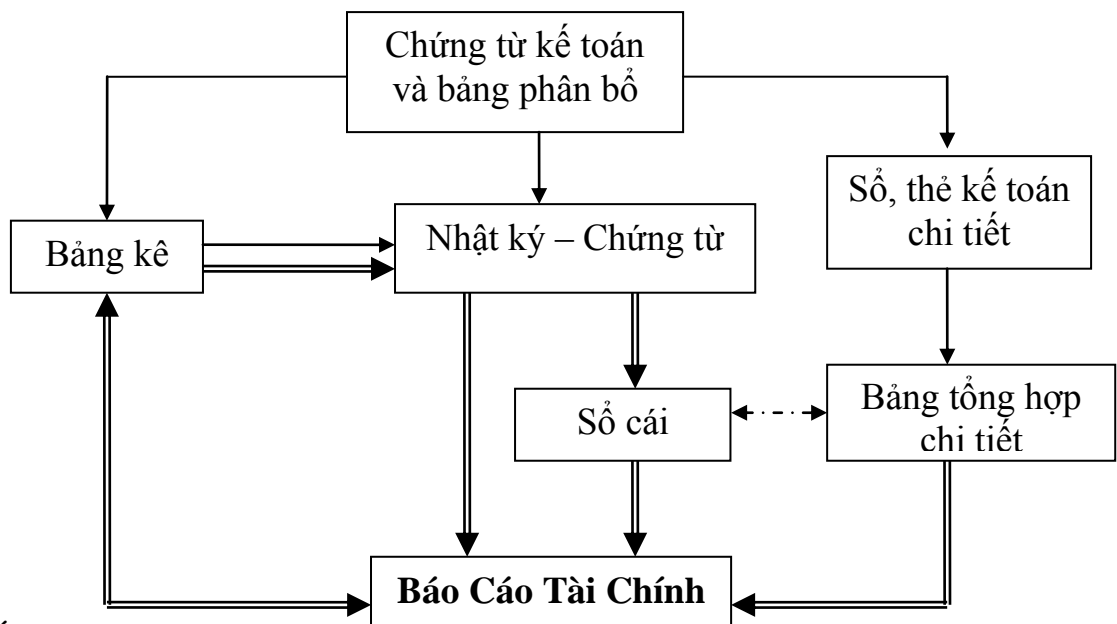 Chứng từ kế toán
và bảng phân bổ
Sổ, thẻ kế toán
chi tiết
Bảng kê
Nhật ký – Chứng từ
Sổ cái
Bảng tổng hợp
chi tiết
Báo Cáo Tài Chính